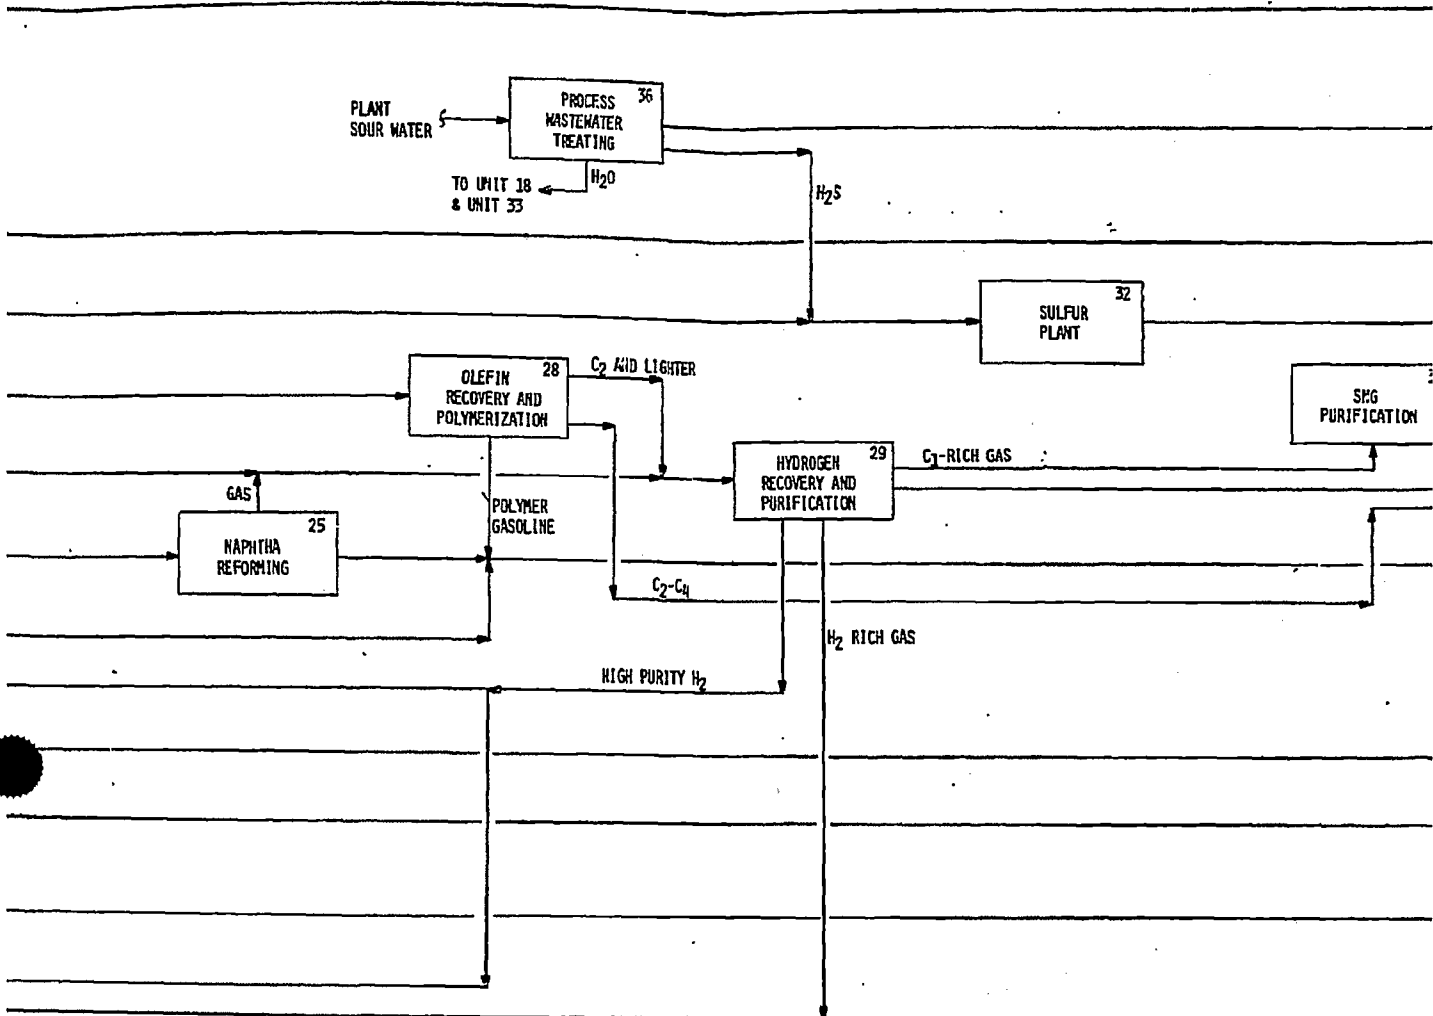 36
PLANT
SOUR WATER
PROCESS
WASTEWATER
TREATING
H2O
TO UNIT 18
& UNIT 33
H2S
32
SULFUR
PLANT
28
OLEFIN
RECOVERY AND
POLYMERIZATION
C2 AND LIGHTER
SNG
PURIFICATION
29
HYDROGEN
RECOVERY AND
PURIFICATION
C1-RICH GAS
GAS
POLYMER
GASOLINE
25
NAPHTHA
REFORMING
C2-C4
H2 RICH GAS
HIGH PURITY H2